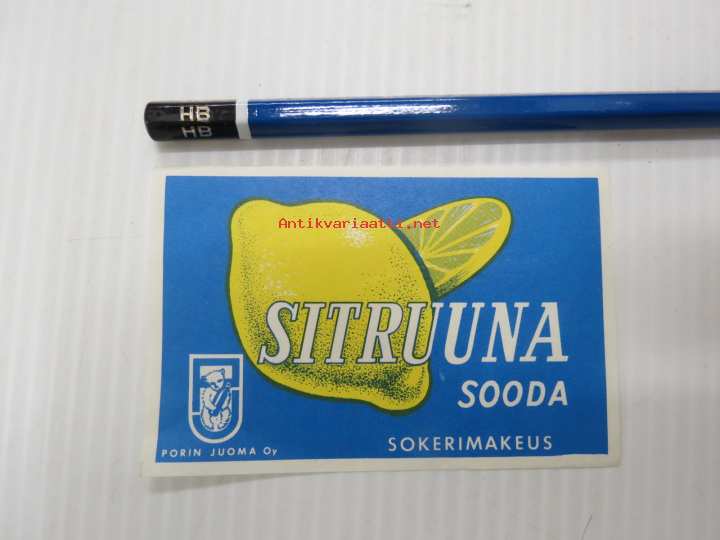 HB
HB
Antikvariaatti.net
SITRUUNA
SOODA
SOKERIMAKEUS
PORIN JUOMA Oy